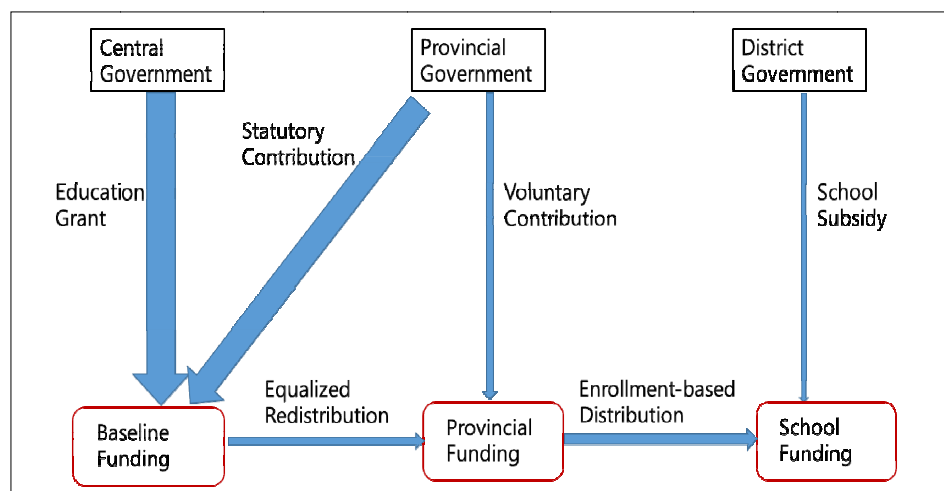 Central
Government
Provincial
Government
District
Government
Statutory
Contribution
Education
Grant
Voluntary
Contribution
School
Subsidy
Equalized
Redistribution
Enrollment-based
Distribution
Baseline
Funding
Provincial
Funding
School
Funding